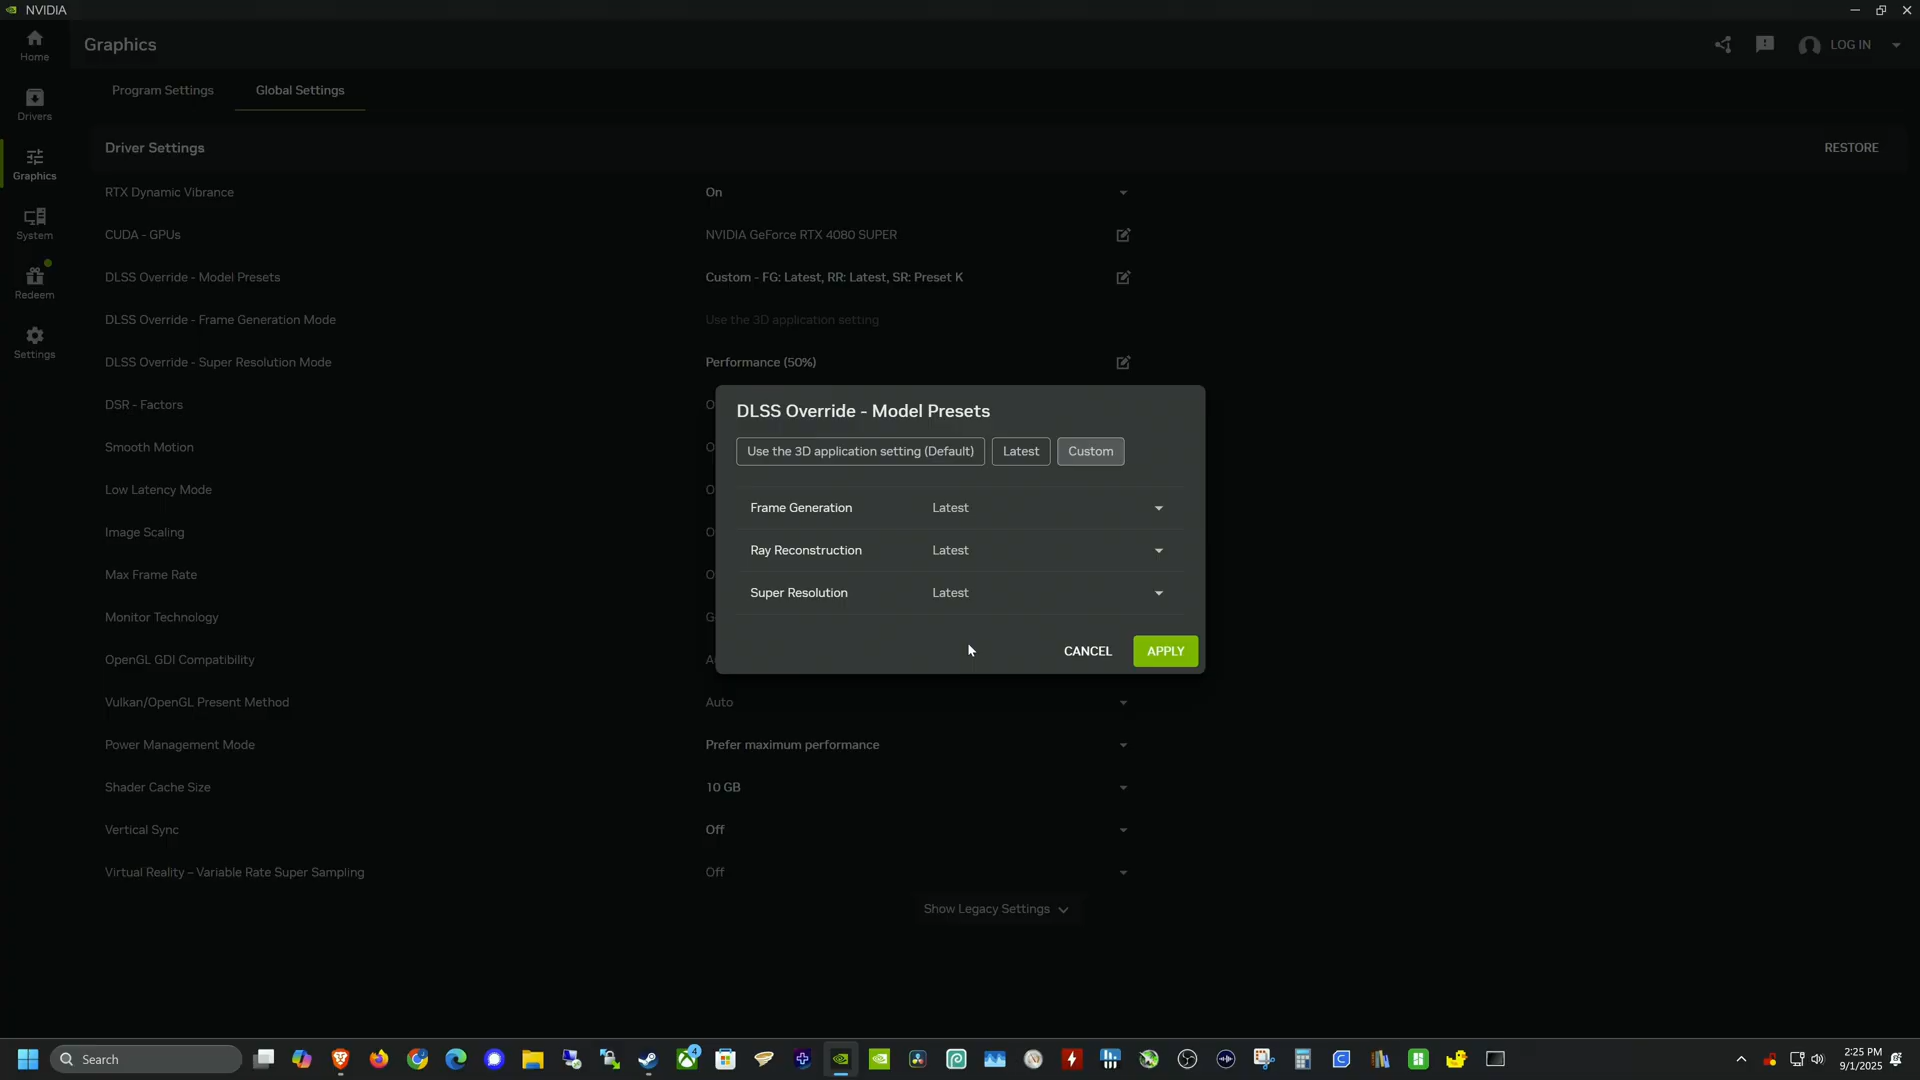 NVIDIA
Home
Graphics
LOG IN
Program Settings
Global Settings
Drivers
Driver Settings
RESTORE
Graphics
RTX Dynamic Vibrance
On
System
CUDA - GPUs
NVIDIA GeForce RTX 4080 SUPER
Redeem
DLSS Override - Model Presets
Custom - FG: Latest, RR: Latest, SR: Preset K
DLSS Override - Frame Generation Mode
Use the 3D application setting
Settings
DLSS Override - Super Resolution Mode
Performance (50%)
DSR - Factors
Smooth Motion
Low Latency Mode
Image Scaling
Max Frame Rate
Monitor Technology
OpenGL GDI Compatibility
DLSS Override - Model Presets
Use the 3D application setting (Default)
Latest
Custom
Frame Generation
Latest
Ray Reconstruction
Latest
Super Resolution
Latest
CANCEL
APPLY
Vulkan/OpenGL Present Method
Auto
Power Management Mode
Prefer maximum performance
Shader Cache Size
10 GB
Vertical Sync
Off
Virtual Reality – Variable Rate Super Sampling
Off
Show Legacy Settings
Search
4
2:25 PM
9/1/2025